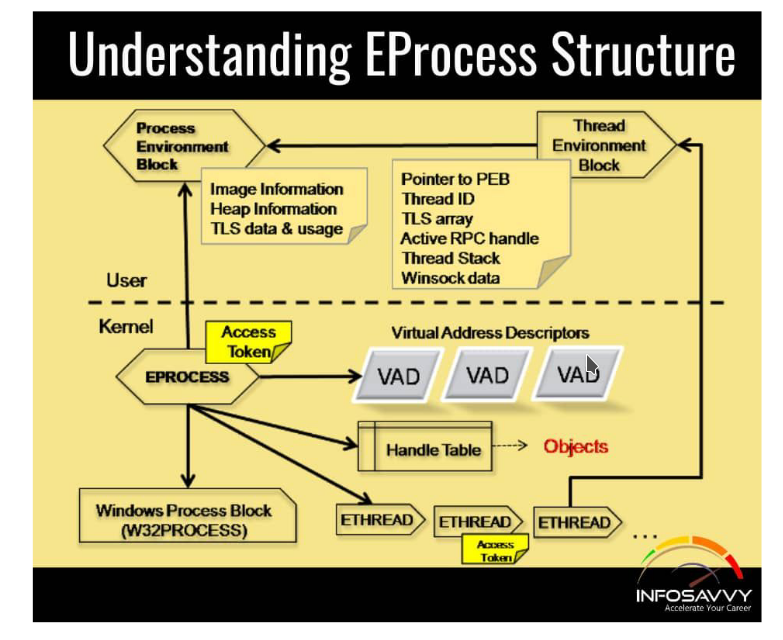 Understanding EProcess Structure
Process
Environment
Block
Thread
Environment
Block
Image Information
Heap Information
TLS data & usage
Pointer to PEB
Thread ID
TLS array
Active RPC handle
Thread Stack
Winsock data
User
Kernel
Access
Token
Virtual Address Descriptors
EPROCESS
VAD
VAD
VAD
Handle Table
Objects
Windows Process Block
(W32PROCESS)
ETHREAD
ETHREAD
ETHREAD
...
Access
Token
INFOSAVVY
Accelerate Your Career